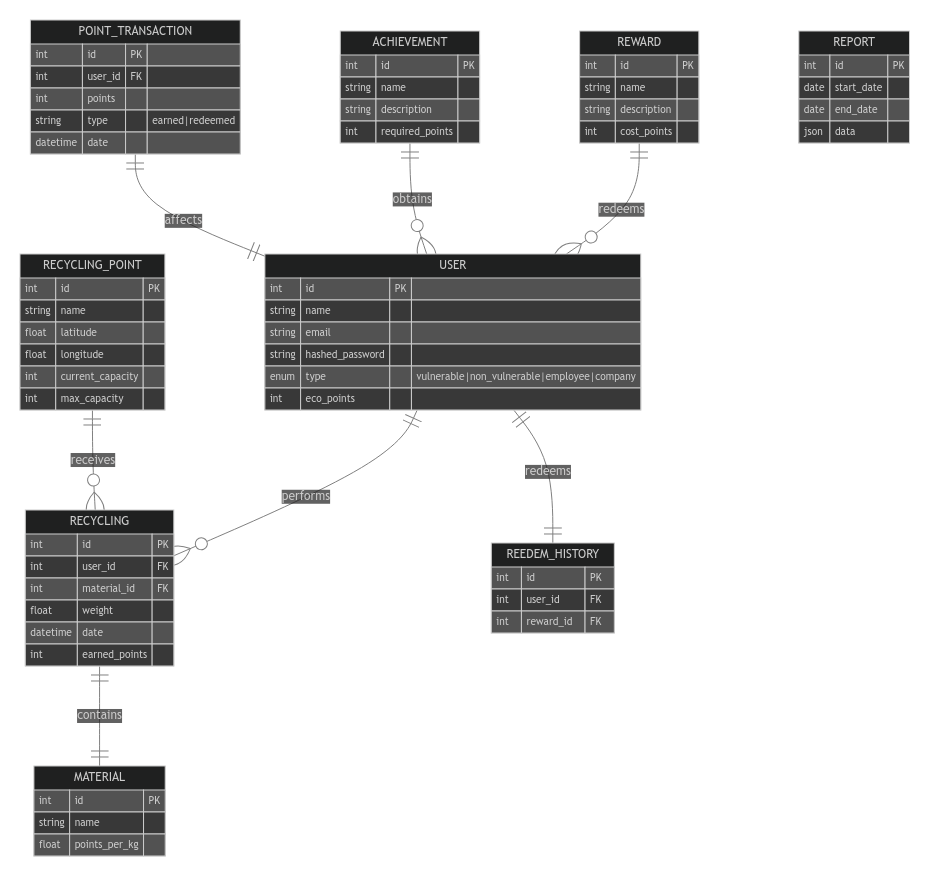 POINT_TRANSACTION
int id PK
int user_id FK
int points
string type earned|redeemed
datetime date
ACHIEVEMENT
int id PK
string name
string description
int required_points
REWARD
int id PK
string name
string description
int cost_points
REPORT
int id PK
date start_date
date end_date
json data
affects
obtains
redeems
RECYCLING_POINT
int id PK
string name
float latitude
float longitude
int current_capacity
int max_capacity
USER
int id PK
string name
string email
string hashed_password
enum type vulnerable|non_vulnerable|employee|company
int eco_points
receives
performs
redeems
RECYCLING
int id PK
int user_id FK
int material_id FK
float weight
datetime date
int earned_points
REEDEM_HISTORY
int id PK
int user_id FK
int reward_id FK
contains
MATERIAL
int id PK
string name
float points_per_kg